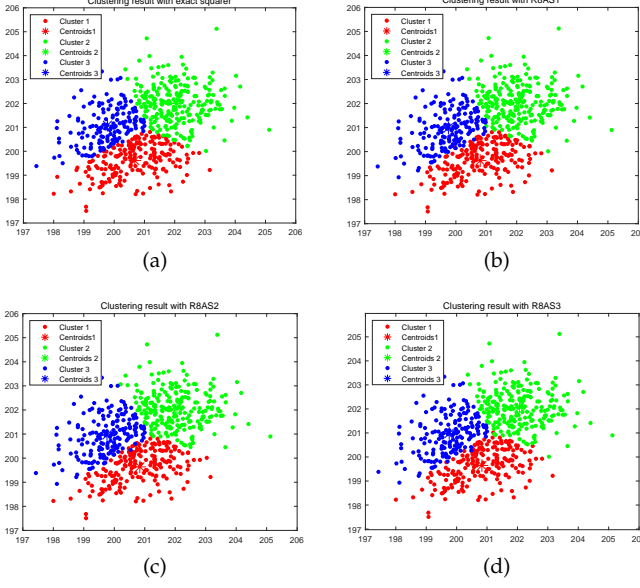 Clustering result with exact squarer
206
205
204
203
202
201
200
199
198
197
197 198 199 200 201 202 203 204 205 206
Cluster 1
Centroids1
Cluster 2
Centroids 2
Cluster 3
Centroids 3
(a)
Clustering result with R8AS1
206
205
204
203
202
201
200
199
198
197
197 198 199 200 201 202 203 204 205
Cluster 1
Centroids1
Cluster 2
Centroids 2
Cluster 3
Centroids 3
(b)
Clustering result with R8AS2
206
205
204
203
202
201
200
199
198
197
197 198 199 200 201 202 203 204 205 206
Cluster 1
Centroids1
Cluster 2
Centroids 2
Cluster 3
Centroids 3
(c)
Clustering result with R8AS3
205
204
203
202
201
200
199
198
197
197 198 199 200 201 202 203 204 205
Cluster 1
Centroids1
Cluster 2
Centroids 2
Cluster 3
Centroids 3
(d)